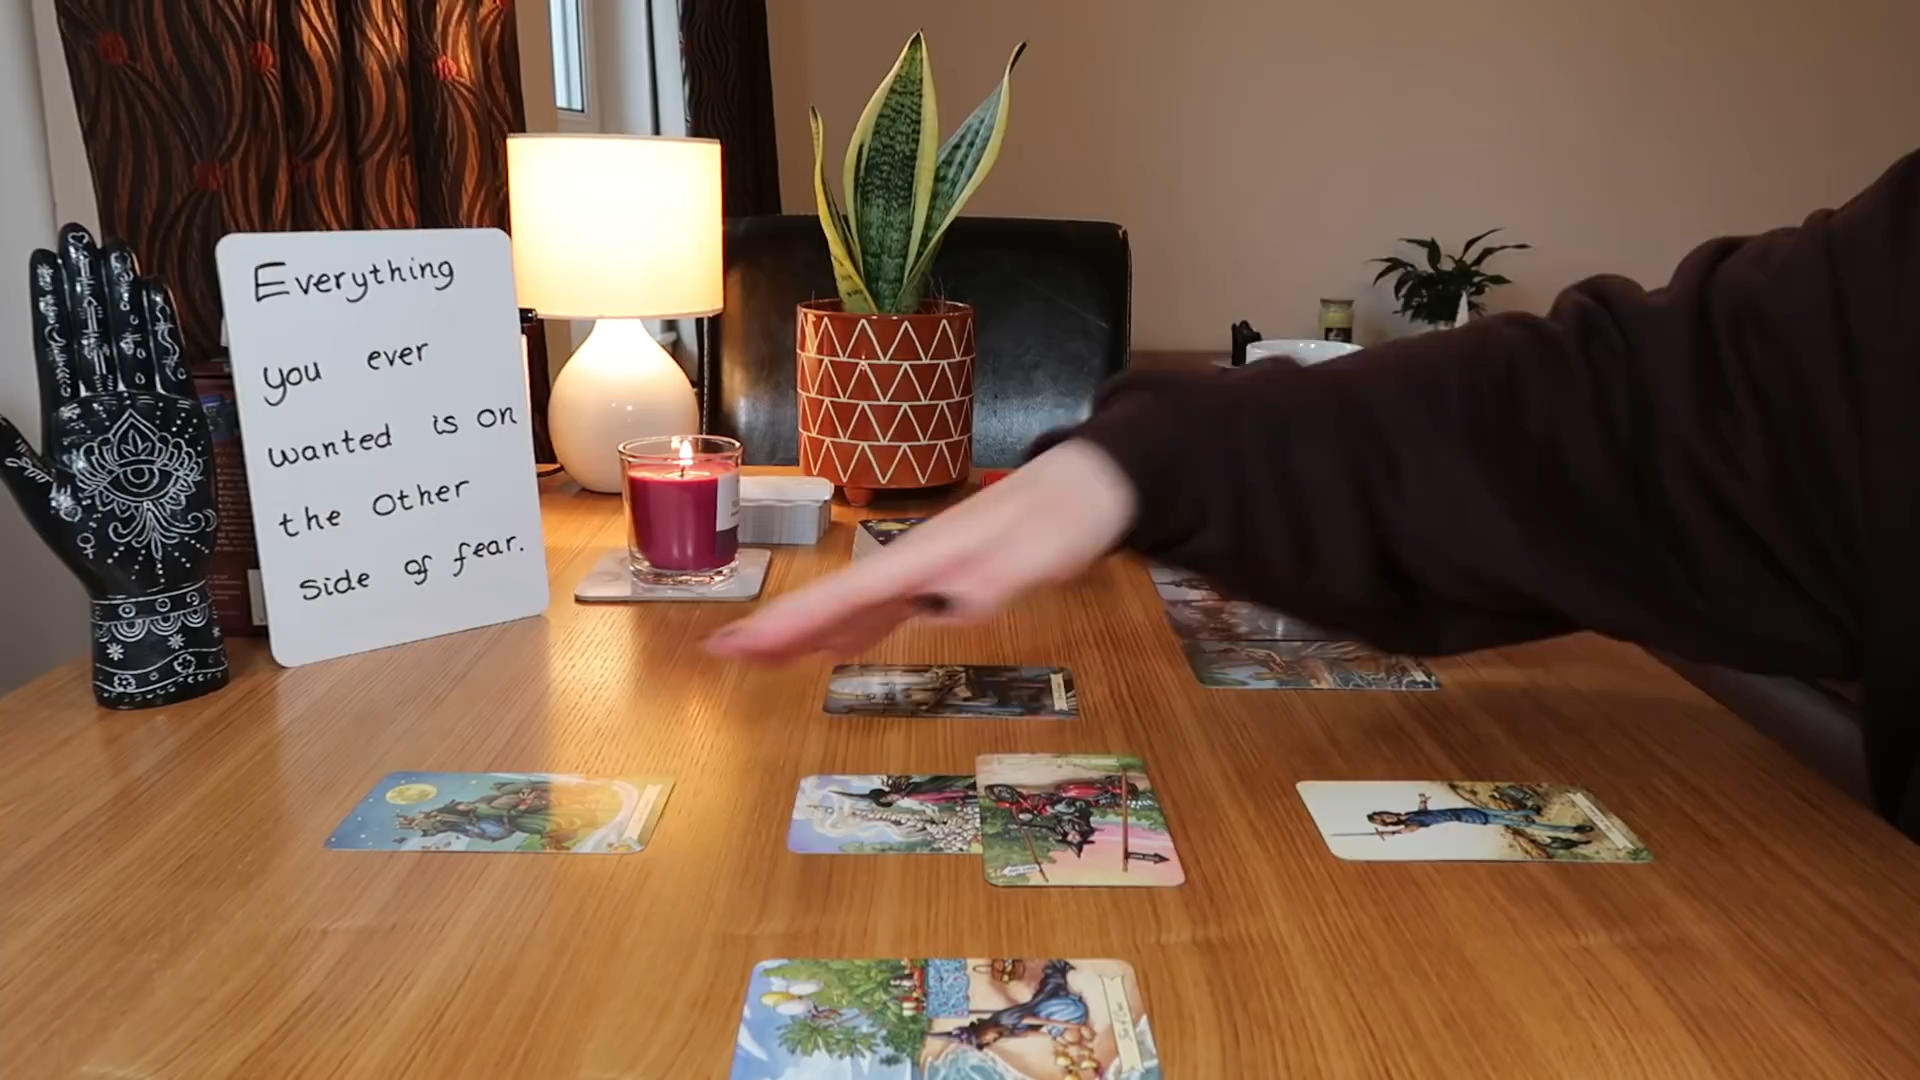 Everything
you ever
wanted is on
the other
side of fear.